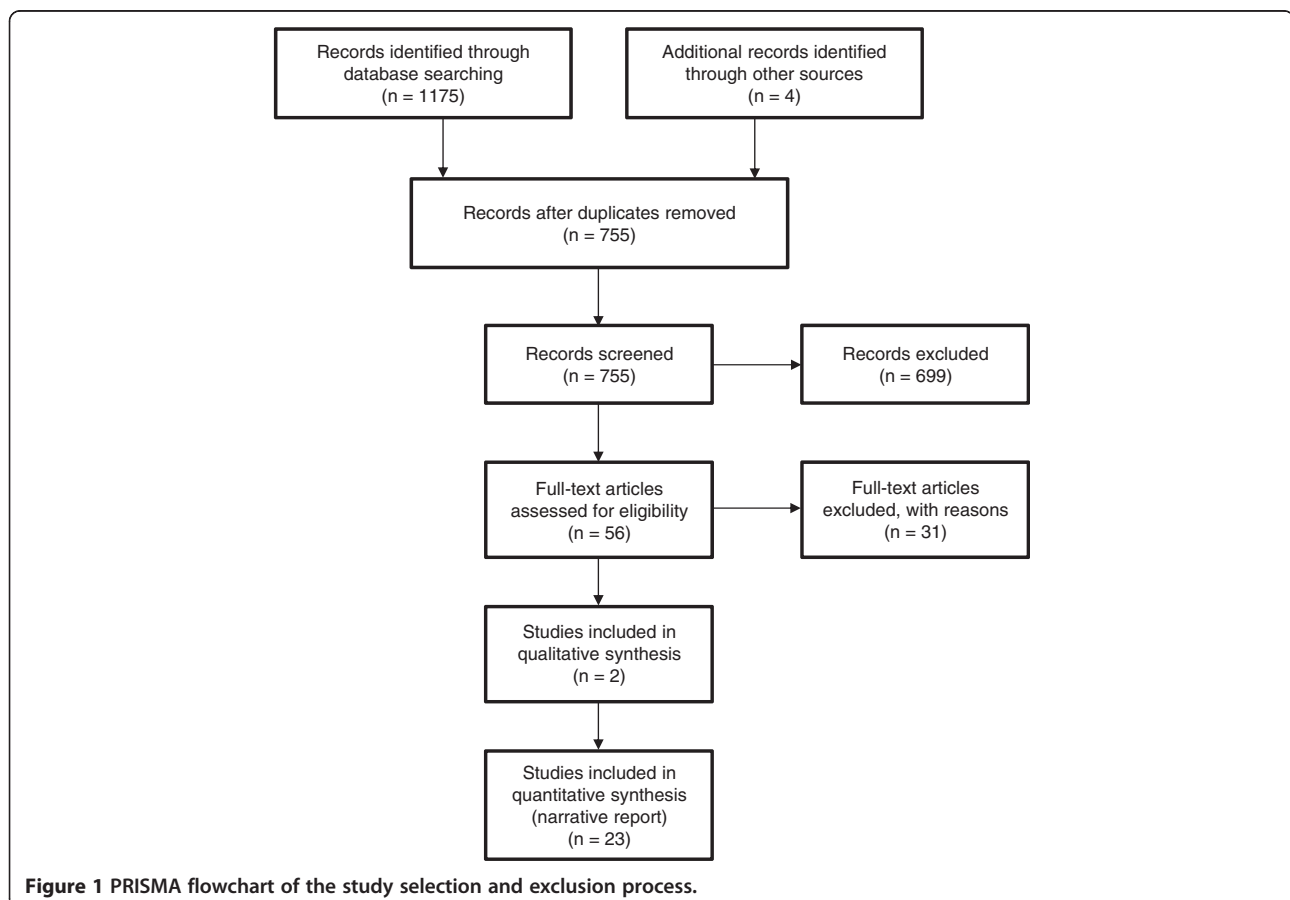 Records identified through
database searching
(n = 1175)
Additional records identified
through other sources
(n = 4)
Records after duplicates removed
(n = 755)
Records screened
(n = 755)
Records excluded
(n = 699)
Full-text articles
assessed for eligibility
(n = 56)
Full-text articles
excluded, with reasons
(n = 31)
Studies included in
qualitative synthesis
(n = 2)
Studies included in
quantitative synthesis
(narrative report)
(n = 23)
Figure 1 PRISMA flowchart of the study selection and exclusion process.